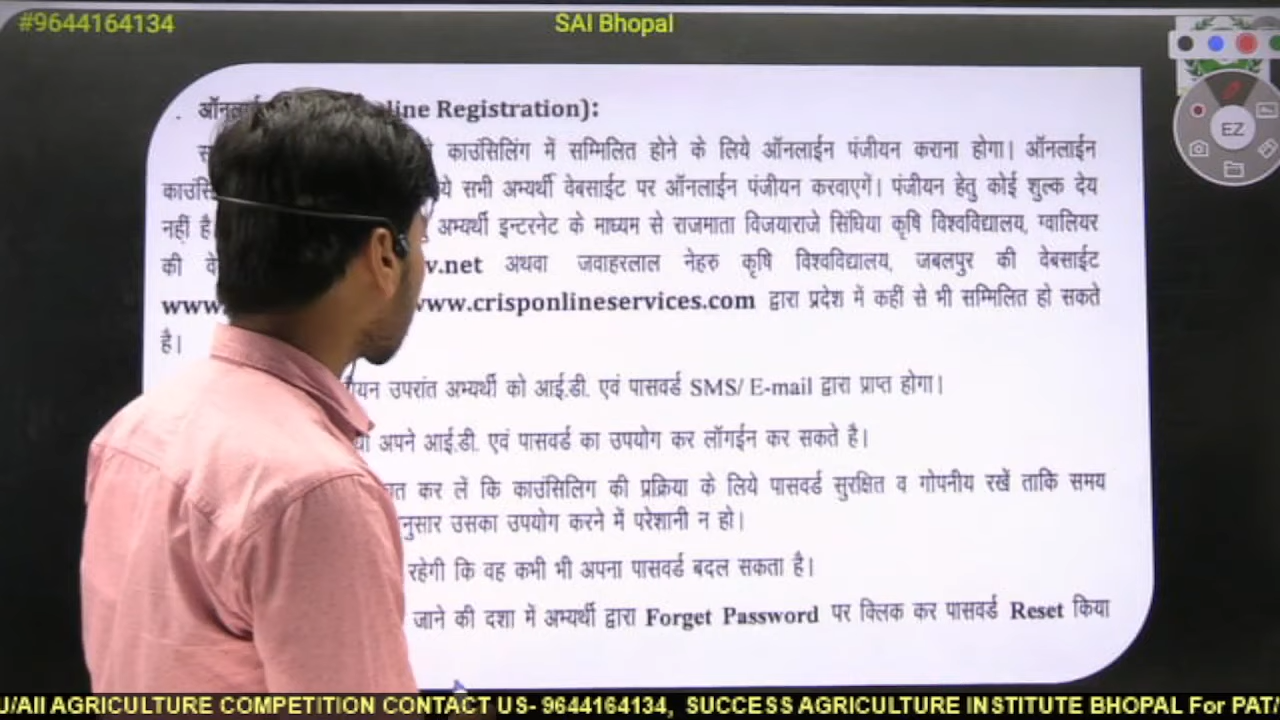 #9644164134
SAI Bhopal
EZ
Registration):
काउंसिलिंग में सम्मिलित होने के लिये ऑनलाईन पंजीयन कराना होगा। ऑनलाईन
सभी अभ्यर्थी वेबसाईट पर ऑनलाईन पंजीयन करवाएगें। पंजीयन हेतु कोई शुल्क देय
नहीं है अभ्यर्थी इन्टरनेट के माध्यम से राजमाता विजयाराजे सिंधिया कृषि विश्वविद्यालय, ग्वालियर
की v.net अथवा जवाहरलाल नेहरु कृषि विश्वविद्यालय, जबलपुर की वेबसाईट
www. www.crisponlineservices.com द्वारा प्रदेश में कहीं से भी सम्मिलित हो सकते
है।
उपरांत अभ्यर्थी को आई.डी. एवं पासवर्ड SMS/ E-mail द्वारा प्राप्त होगा।
अपने आई.डी. एवं पासवर्ड का उपयोग कर लॉगईन कर सकते है।
कर लें कि काउंसिलिग की प्रक्रिया के लिये पासवर्ड सुरक्षित व गोपनीय रखें ताकि समय
उसका उपयोग करने में परेशानी न हो।
रहेगी कि वह कभी भी अपना पासवर्ड बदल सकता है।
जाने की दशा में अभ्यर्थी द्वारा Forget Password पर क्लिक कर पासवर्ड Reset किया
J/All AGRICULTURE COMPETITION CONTACT US- 9644164134, SUCCESS AGRICULTURE INSTITUTE BHOPAL For PAT/